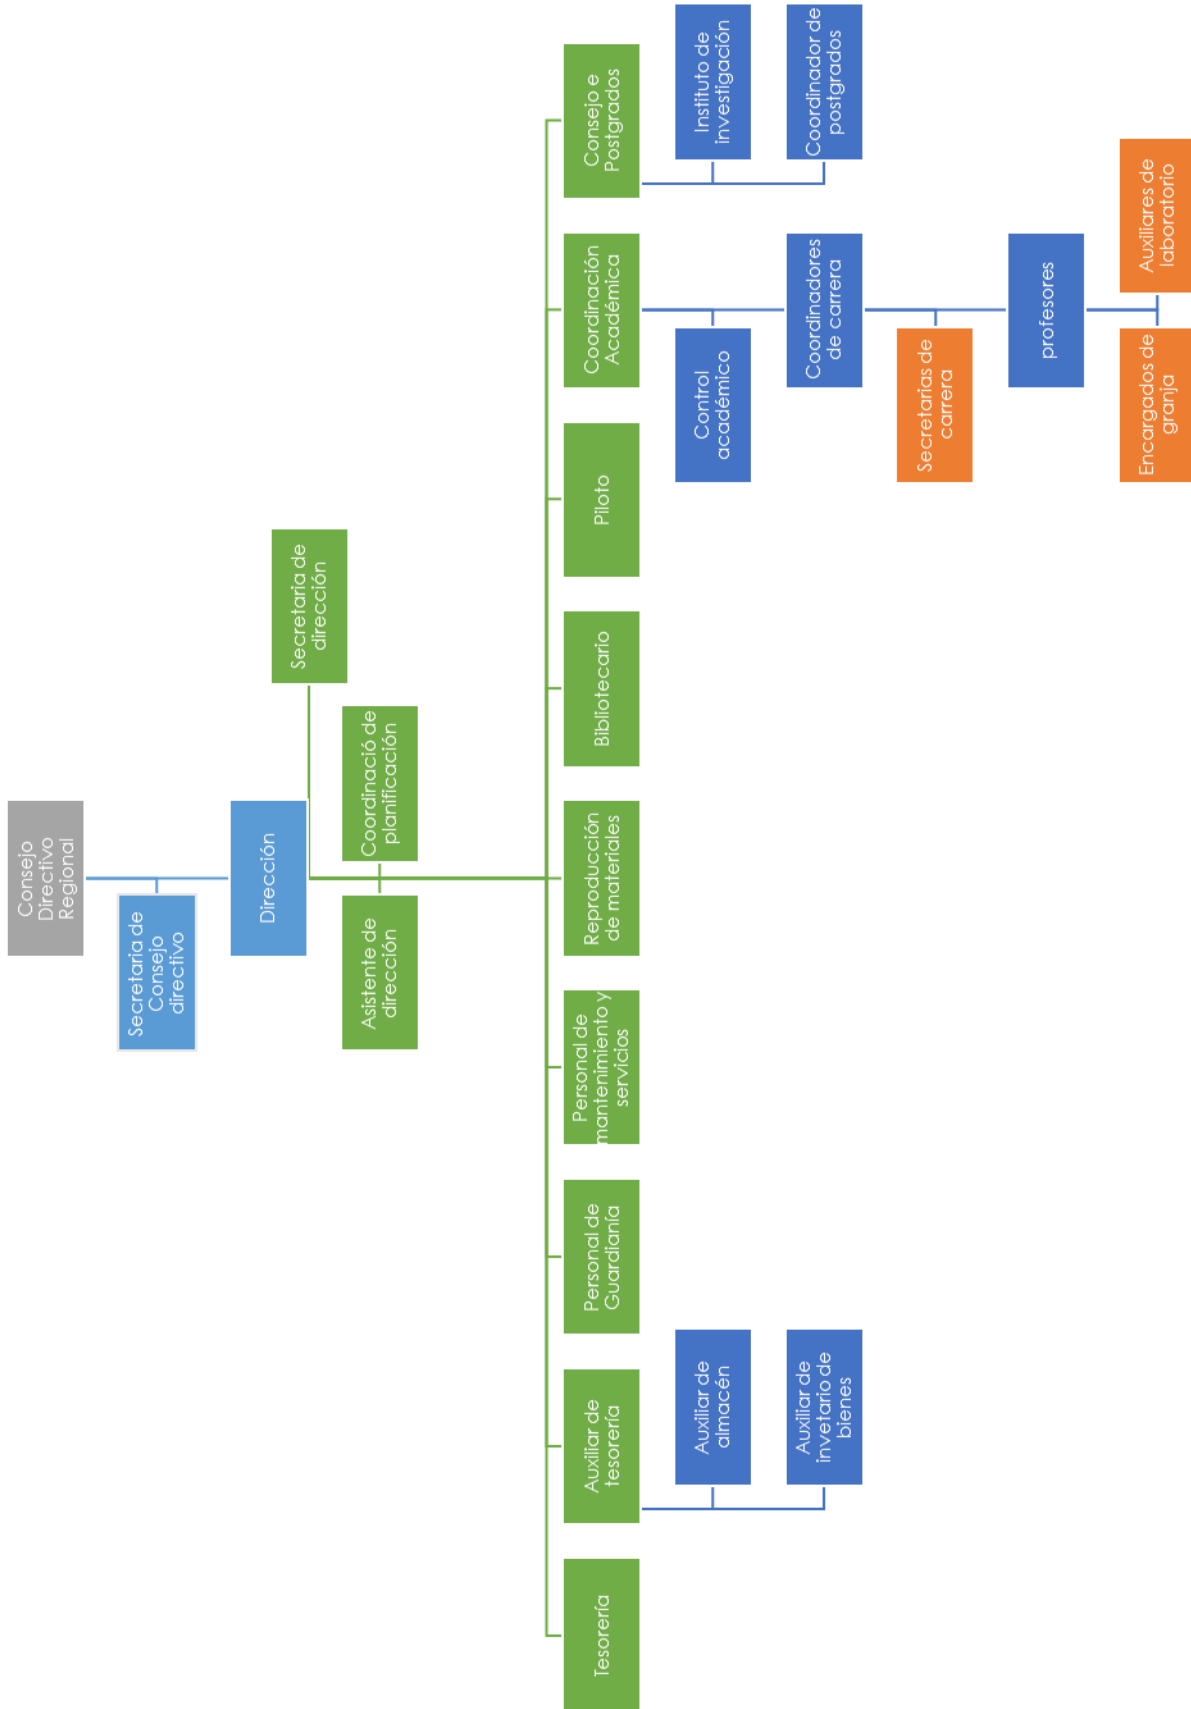 Consejo
Directivo
Regional
Secretaria de
Consejo
directivo
Dirección
Secretaria de
dirección
Asistente de
dirección
Coordinació de
planificación
Tesorería
Auxiliar de
tesorería
Auxiliar de
almacén
Auxiliar de
invetario de
bienes
Personal de
Guardianía
Personal de
mantenimiento y
servicios
Reproducción
de materiales
Bibliotecario
Piloto
Coordinación
Académica
Control
académico
Coordinadores
de carrera
Secretarias de
carrera
profesores
Encargados de
granja
Auxiliares de
laboratorio
Consejo e
Postgrados
Instituto de
investigación
Coordinador de
postgrados